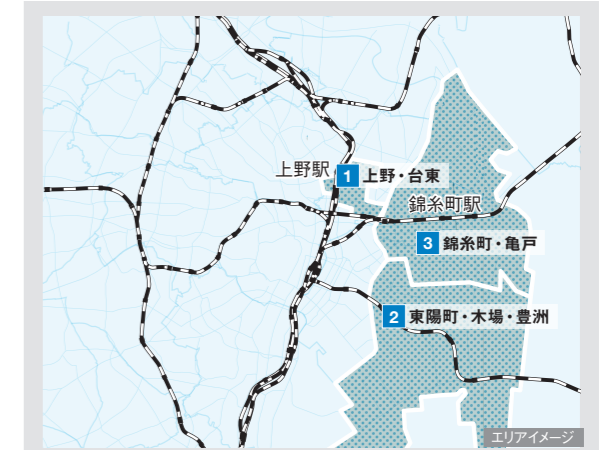 上野駅
1 上野・台東
錦糸町駅
3 錦糸町・亀戸
2 東陽町・木場・豊洲
エリアイメージ